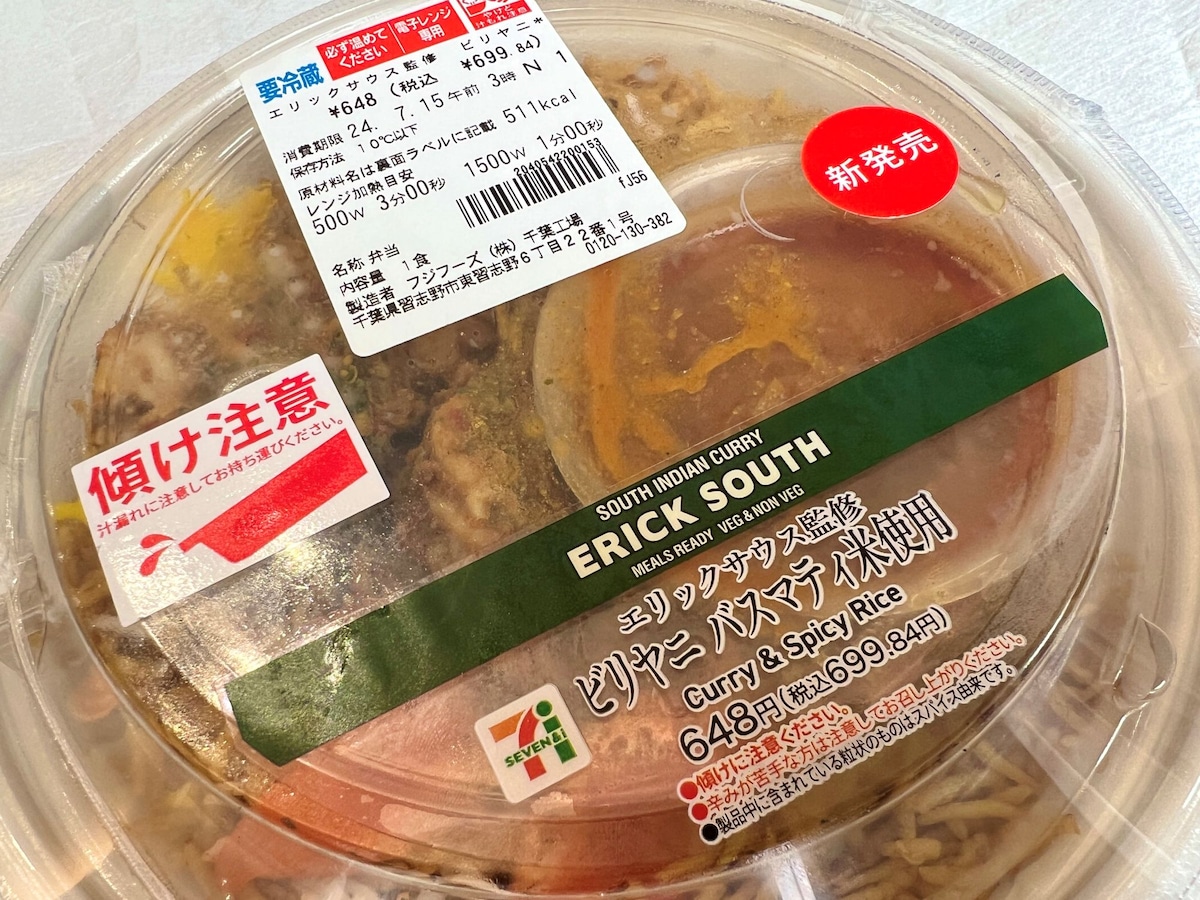 要冷蔵
必ず温めて
ください
電子レンジ
専用
やけど
汁もれ注意
エリックサウス監修 ビリヤニ*
¥648 (税込 ¥699.84)
消費期限 24. 7.15午前 3時 N 1
保存方法 10℃以下
原材料名は裏面ラベルに記載 511kcal
レンジ加熱目安
500W 3分00秒 1500W 1分00秒
2040542200153
fJ56
名称 弁当
内容量 1食
製造者 フジフーズ(株)千葉工場
千葉県習志野市東習志野6丁目22番1号
0120-130-382
新発売
傾け注意
汁漏れに注意してお持ち運びください。
SOUTH INDIAN CURRY
ERICK SOUTH
MEALS READY VEG & NON VEG
エリックサウス監修
ビリヤニ バスマティ米使用
Curry & Spicy Rice
648円(税込699.84円)
SEVEN&i
●傾けに注意ください。
●辛みが苦手な方は注意してお召し上がりください。
●製品中に含まれている粒状のものはスパイス由来です。